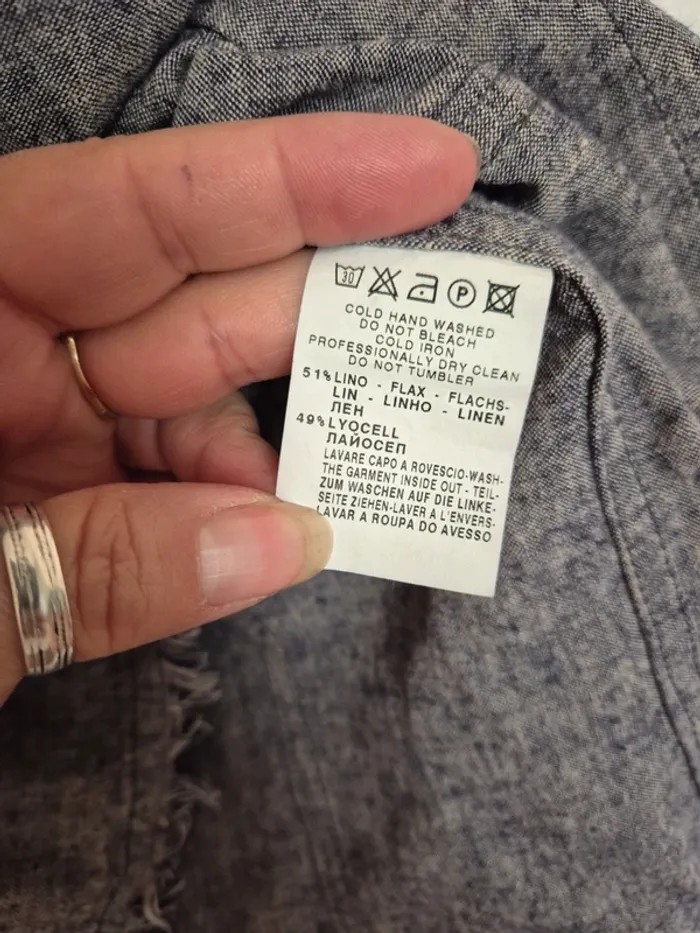 30 P
COLD HAND WASHED
DO NOT BLEACH
COLD IRON
PROFESSIONALLY DRY CLEAN
DO NOT TUMBLER
51% LINO - FLAX - FLACHS-
LIN - LINHO - LINEN
ЛЕН
49% LYOCELL
ЛАЙОСЕЛ
LAVARE CAPO A ROVESCIO-WASH-
THE GARMENT INSIDE OUT - TEIL-
ZUM WASCHEN AUF DIE LINKE-
SEITE ZIEHEN-LAVER A L'ENVERS-
LAVAR A ROUPA DO AVESSO